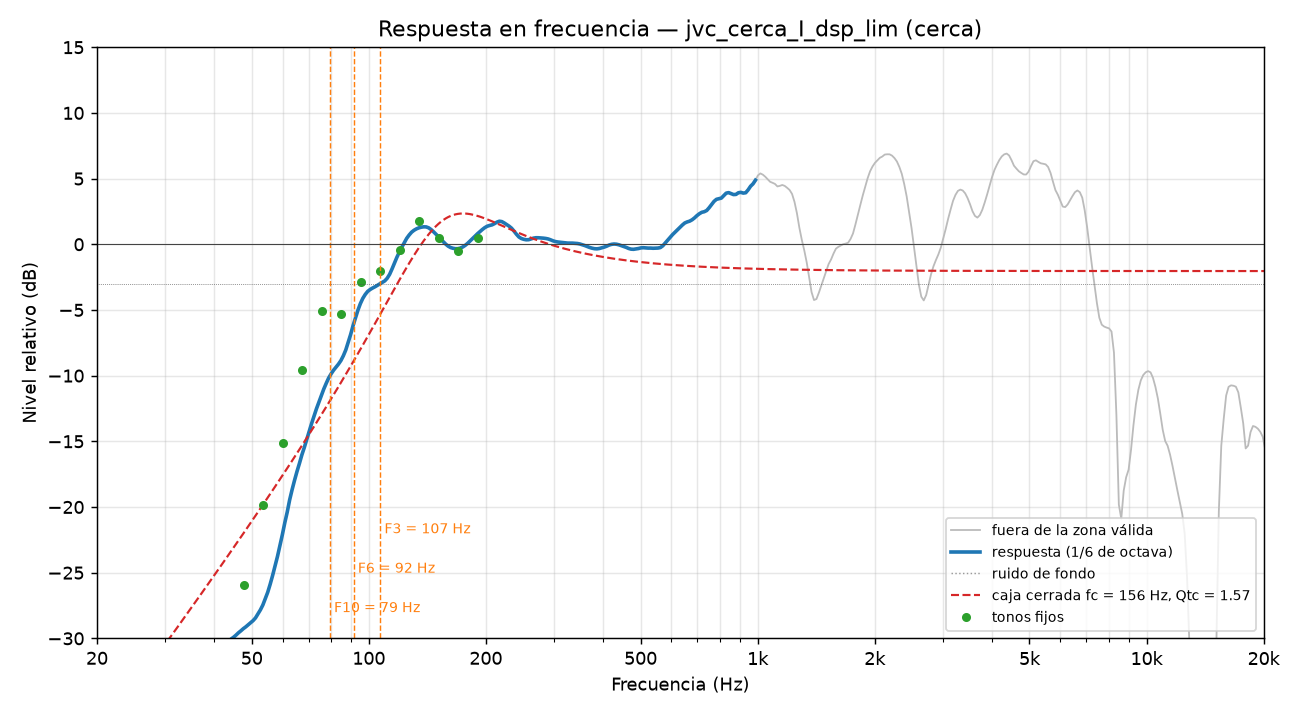 Respuesta en frecuencia — jvc_cerca_I_dsp_lim (cerca)
Nivel relativo (dB)
15
10
5
0
−5
−10
−15
−20
−25
−30
F3 = 107 Hz
F6 = 92 Hz
F10 = 79 Hz
fuera de la zona válida
respuesta (1/6 de octava)
ruido de fondo
caja cerrada fc = 156 Hz, Qtc = 1.57
tonos fijos
20 50 100 200 500 1k 2k 5k 10k 20k
Frecuencia (Hz)